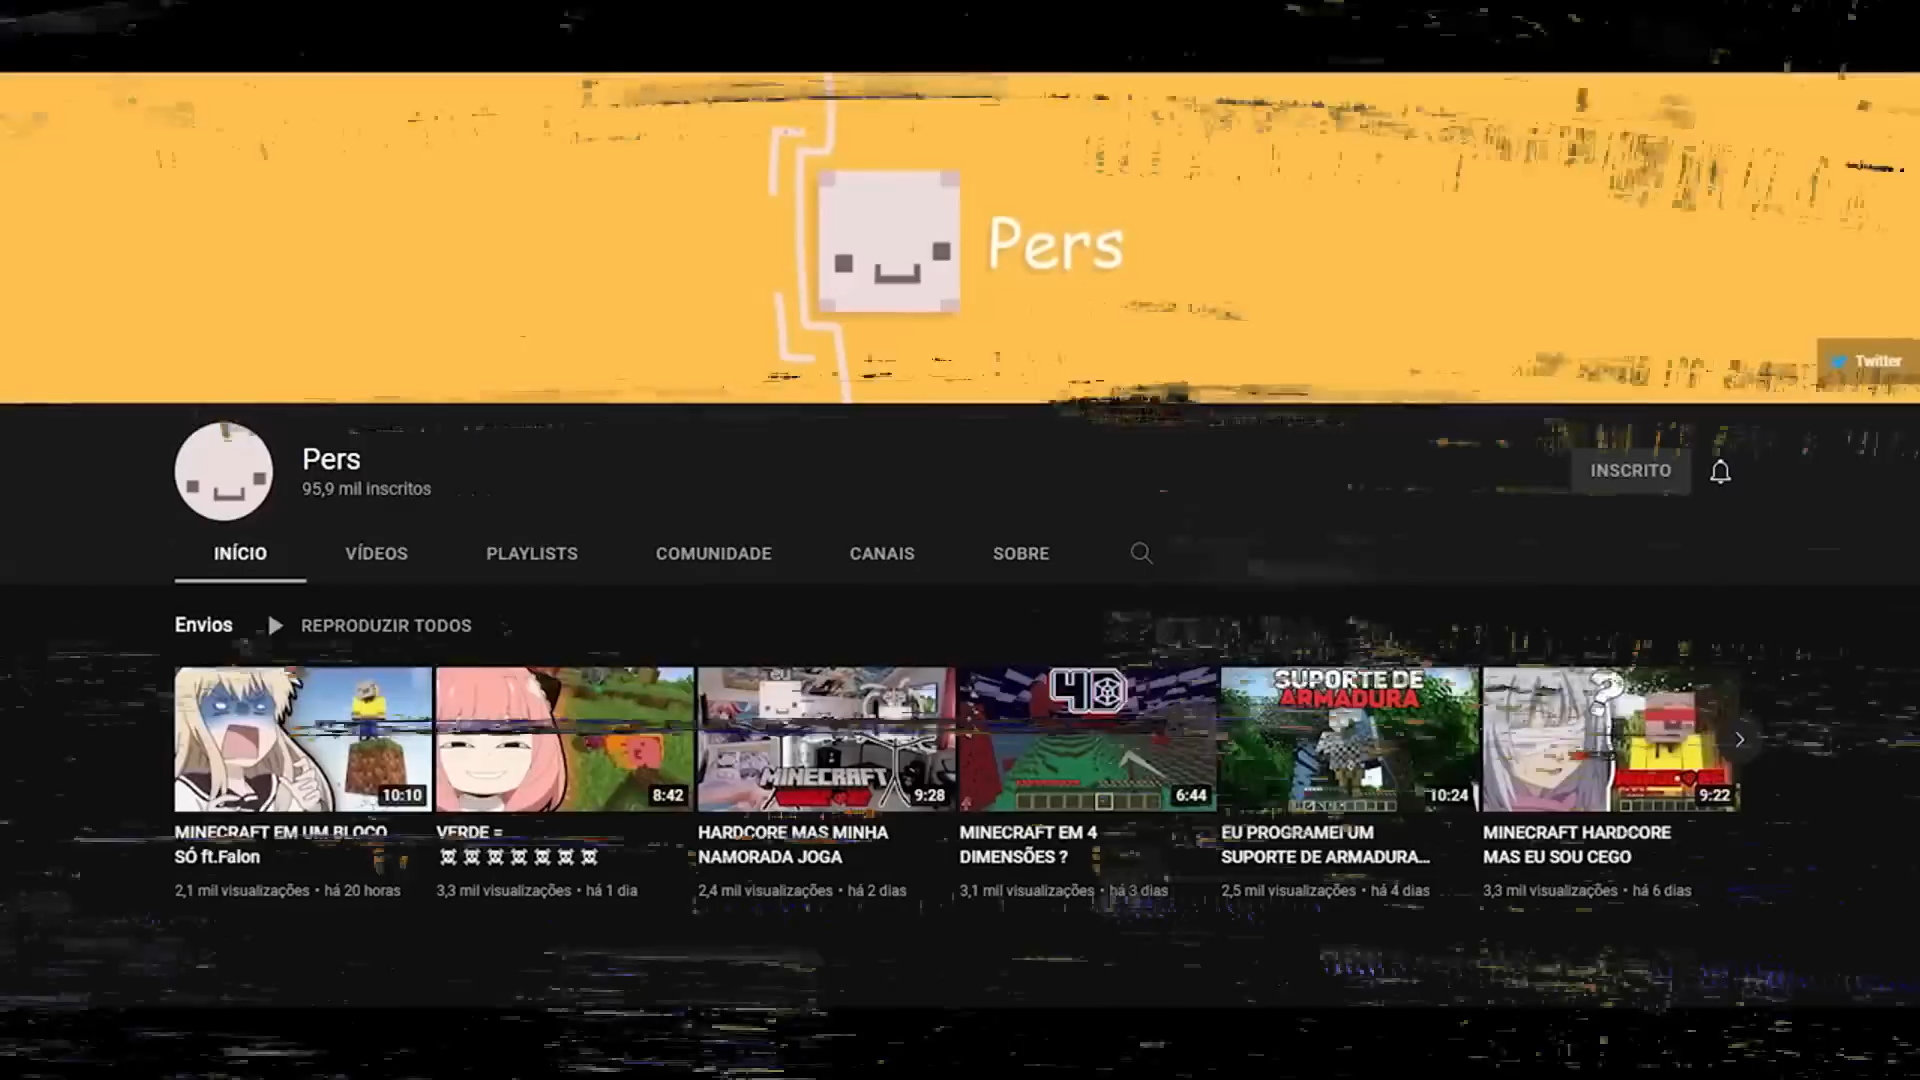 Pers
Twitter
Pers
95,9 mil inscritos
INSCRITO
INÍCIO VÍDEOS PLAYLISTS COMUNIDADE CANAIS SOBRE
Envios REPRODUZIR TODOS
eu
4D
SUPORTE DE
ARMADURA
?
MINECRAFT
10:10
8:42
9:28
6:44
10:24
9:22
MINECRAFT EM UM BLOCO
SÓ ft.Falon
2,1 mil visualizações • há 20 horas
VERDE =
☠ ☠ ☠ ☠ ☠ ☠ ☠
3,3 mil visualizações • há 1 dia
HARDCORE MAS MINHA
NAMORADA JOGA
2,4 mil visualizações • há 2 dias
MINECRAFT EM 4
DIMENSÕES ?
3,1 mil visualizações • há 3 dias
EU PROGRAMEI UM
SUPORTE DE ARMADURA...
2,5 mil visualizações • há 4 dias
MINECRAFT HARDCORE
MAS EU SOU CEGO
3,3 mil visualizações • há 6 dias